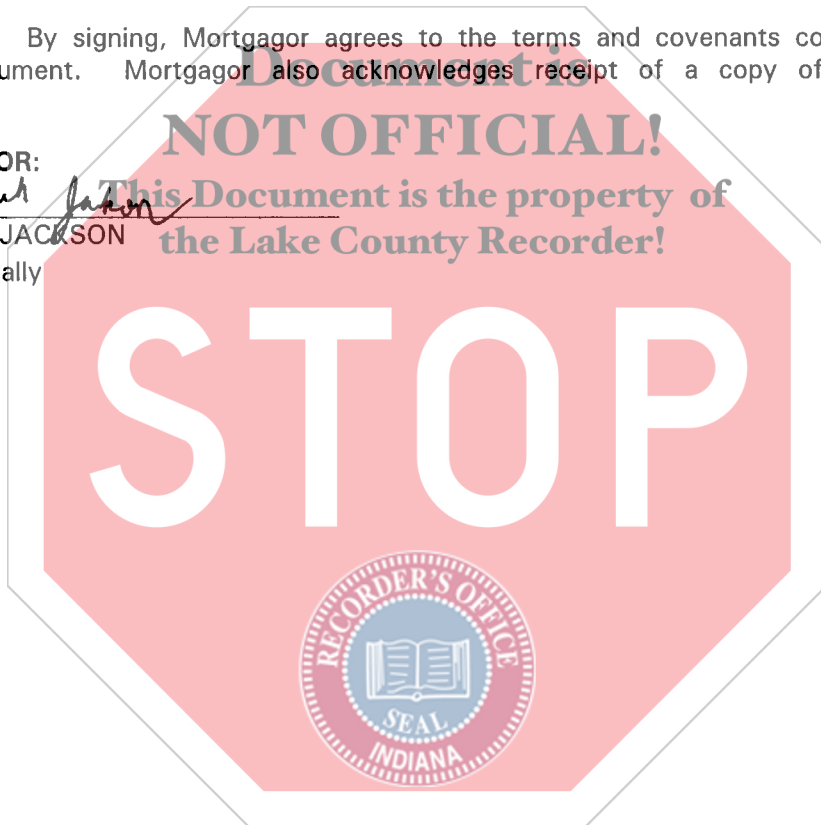 By signing, Mortgagor agrees to the terms and covenants co
ument. Mortgagor also acknowledges receipt of a copy of
Document is
NOT OFFICIAL!
OR:
This Document is the property of
JACKSON
the Lake County Recorder!
ally
STOP
RECORDER'S OFFICE
SEAL
INDIANA